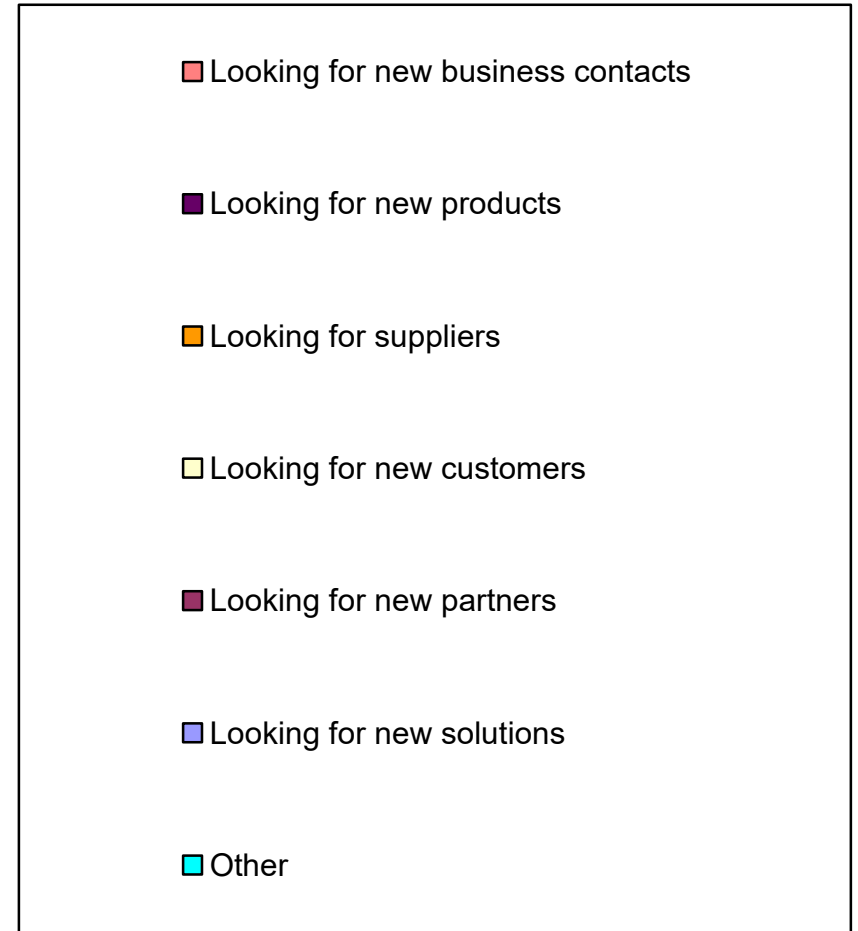 Looking for new business contacts
Looking for new products
Looking for suppliers
Looking for new customers
Looking for new partners
Looking for new solutions
Other